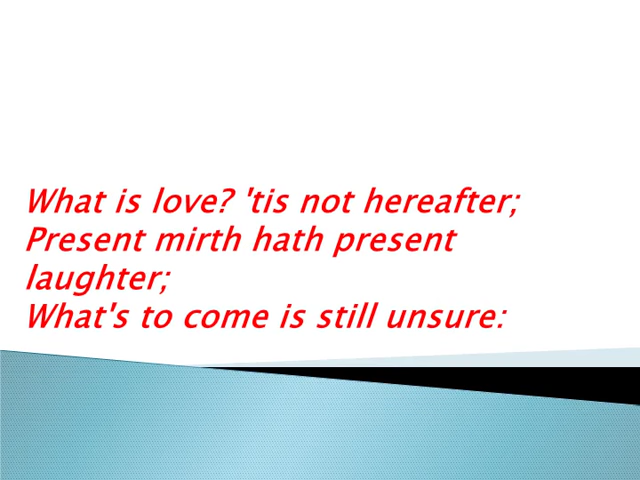 What is love? 'tis not hereafter;
Present mirth hath present
laughter;
What's to come is still unsure: